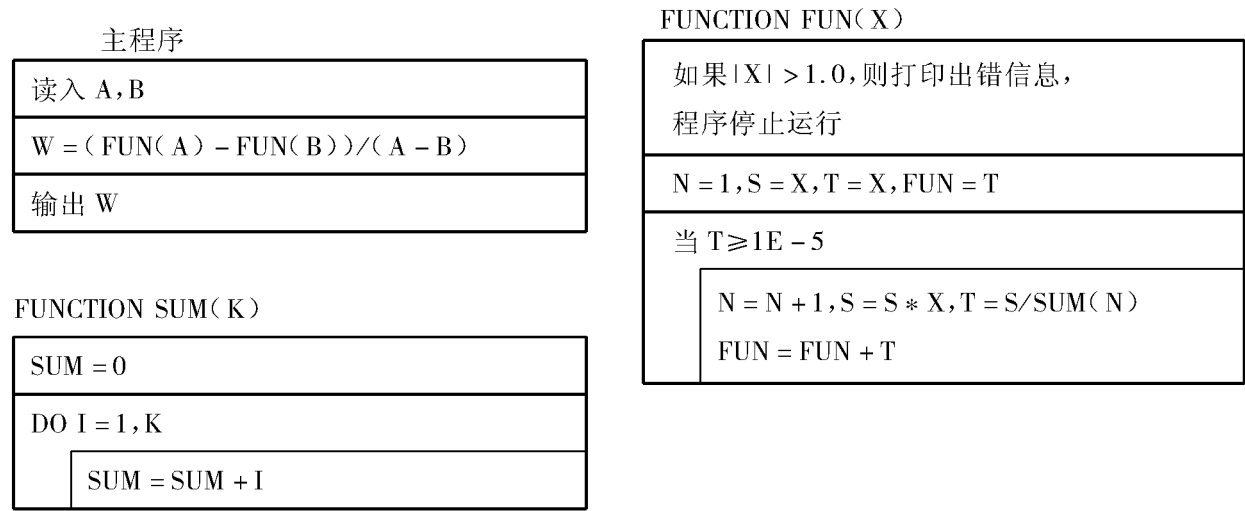 主程序
读入 A,B
W=(FUN(A)-FUN(B))/(A-B)
输出 W
FUNCTION SUM(K)
SUM=0
DO I=1,K
SUM=SUM+I
FUNCTION FUN(X)
如果|X|>1.0,则打印出错信息,
程序停止运行
N=1,S=X,T=X,FUN=T
当 T⩾1E-5
N=N+1,S=S*X,T=S/SUM(N)
FUN=FUN+T